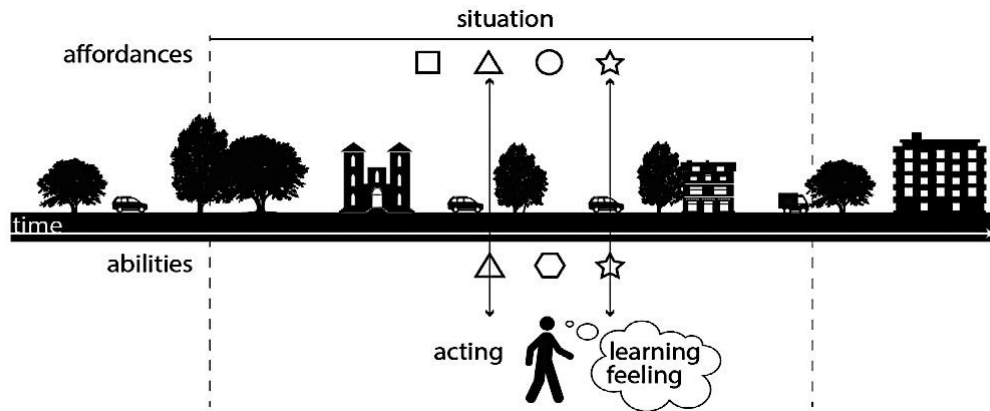 situation
affordances
time
abilities
acting
learning
feeling